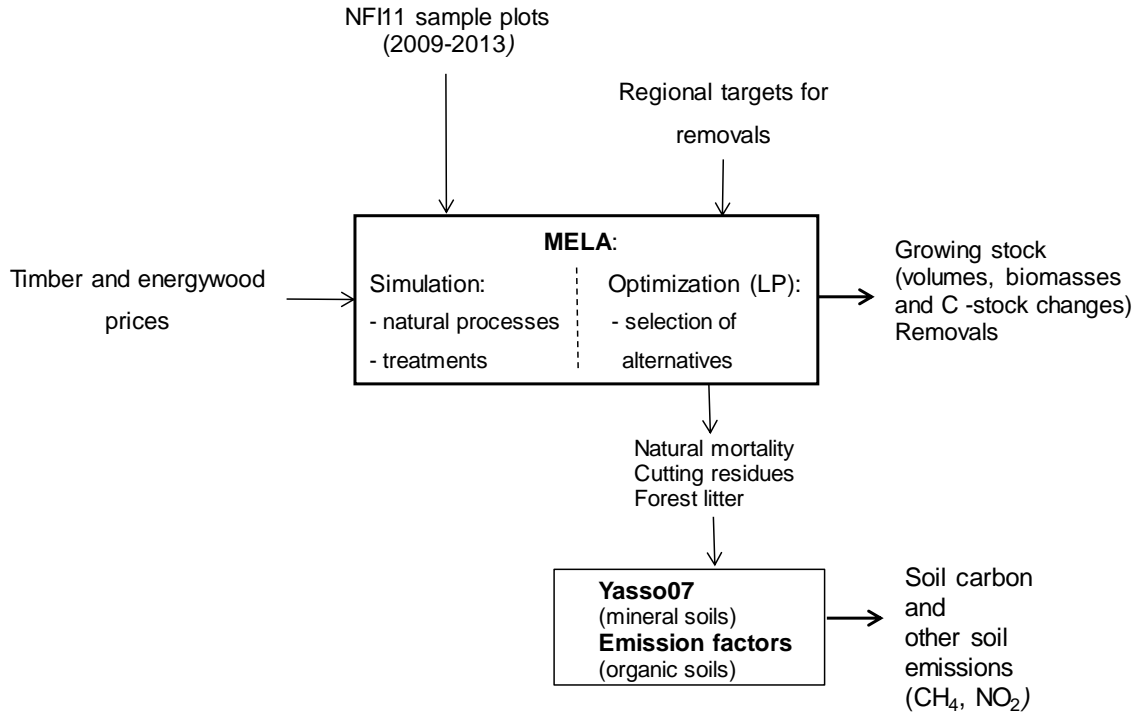 NFI11 sample plots
(2009-2013)
Regional targets for
removals
Timber and energywood
prices
MELA:
Simulation:
- natural processes
- treatments
Optimization (LP):
- selection of
alternatives
Growing stock
(volumes, biomasses
and C -stock changes)
Removals
Natural mortality
Cutting residues
Forest litter
Yasso07
(mineral soils)
Emission factors
(organic soils)
Soil carbon
and
other soil
emissions
(CH₄, NO₂)